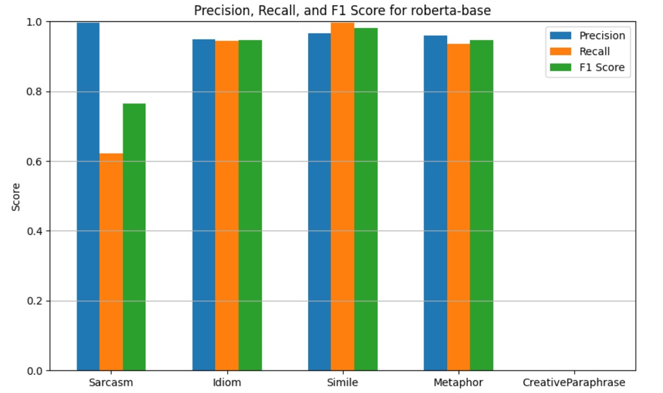 Precision, Recall, and F1 Score for roberta-base
1.0
0.8
0.6
0.4
0.2
0.0
Score
Precision
Recall
F1 Score
Sarcasm Idiom Simile Metaphor CreativeParaphrase